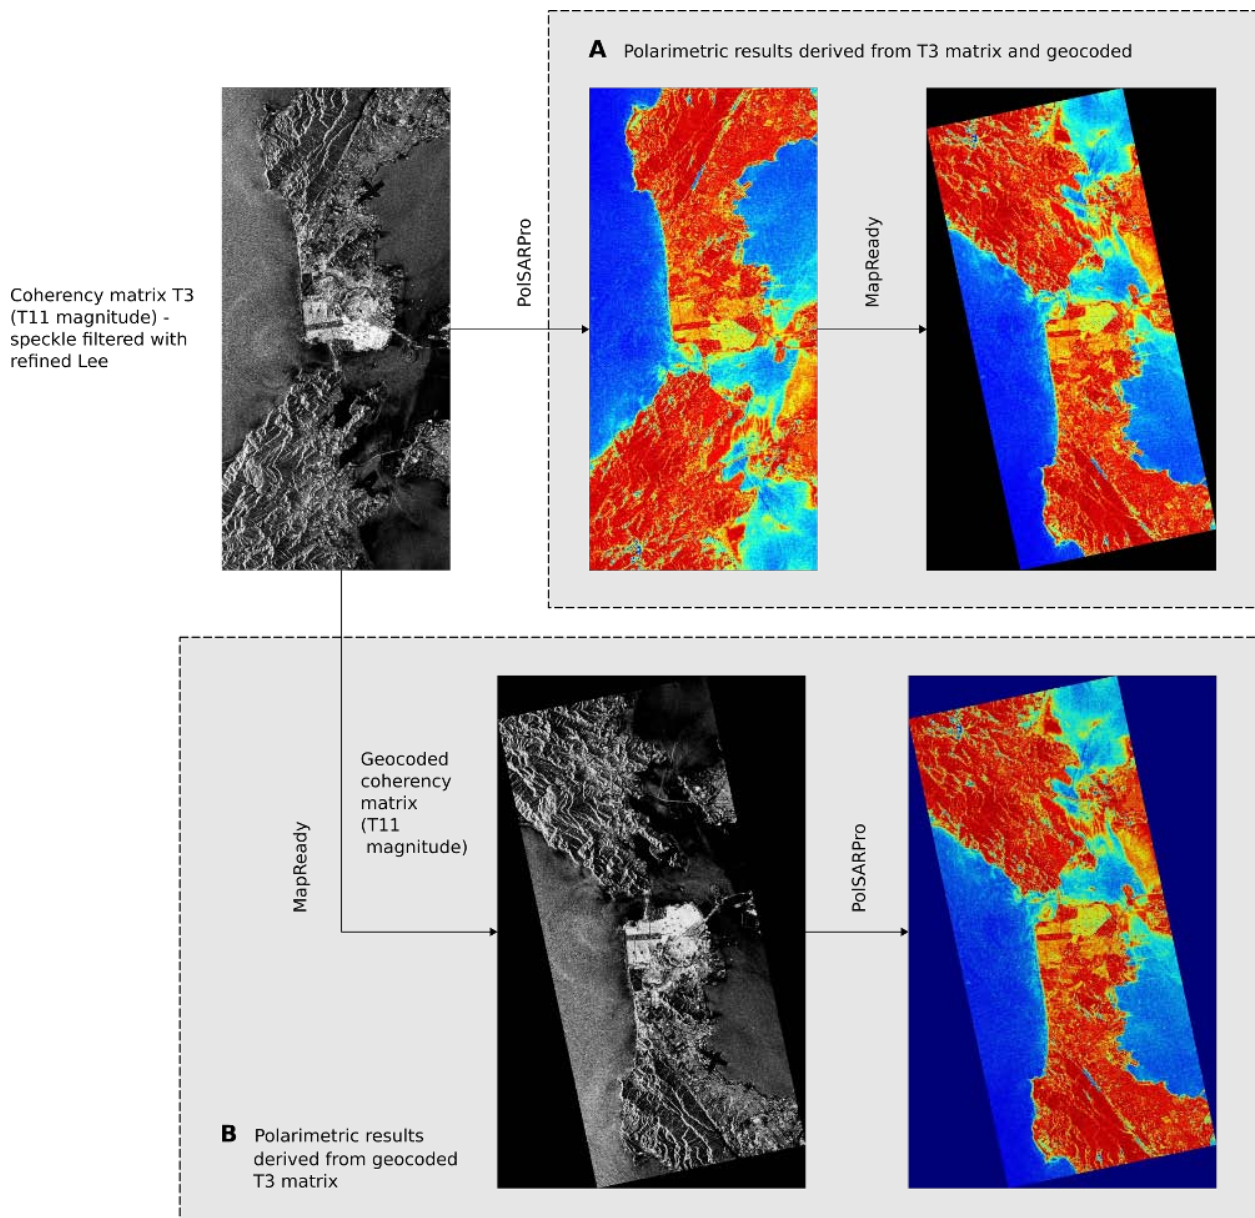 A Polarimetric results derived from T3 matrix and geocoded
Coherency matrix T3
(T11 magnitude) -
speckle filtered with
refined Lee
PolSARPro
MapReady
MapReady
Geocoded
coherency
matrix
(T11
magnitude)
PolSARPro
B Polarimetric results
derived from geocoded
T3 matrix